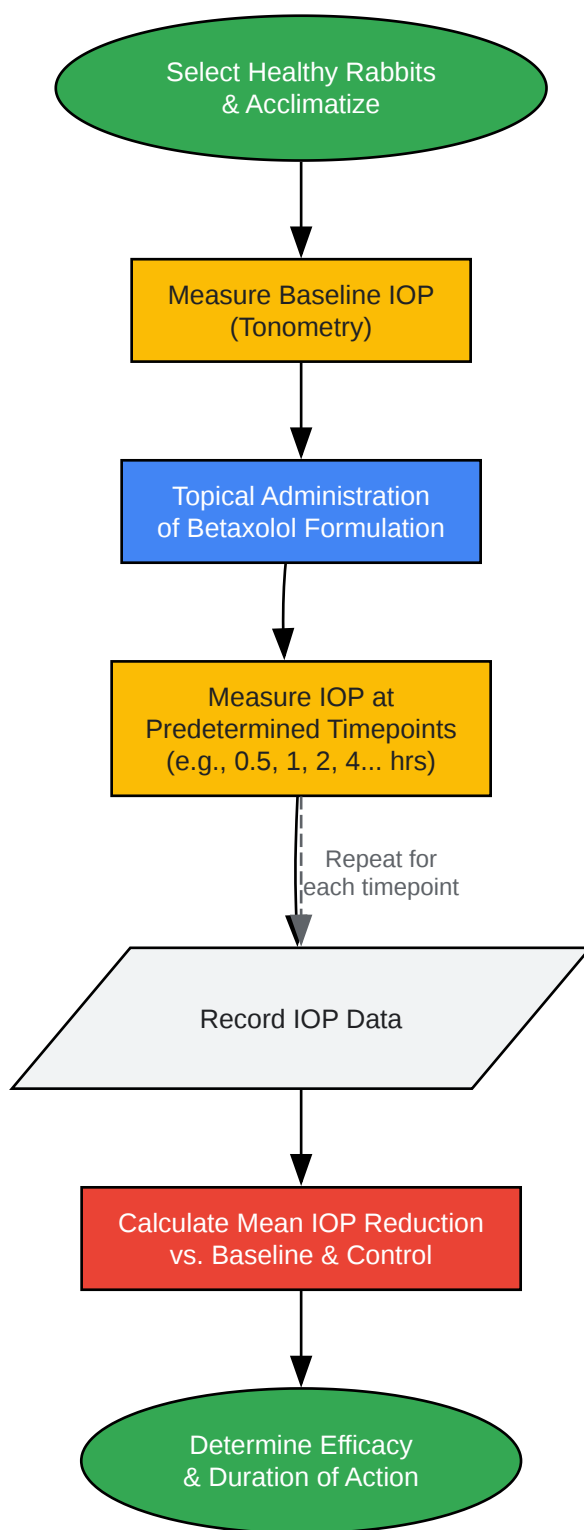 Select Healthy Rabbits
& Acclimatize
Measure Baseline IOP
(Tonometry)
Topical Administration
of Betaxolol Formulation
Measure IOP at
Predetermined Timepoints
(e.g., 0.5, 1, 2, 4... hrs)
Repeat for
each timepoint
Record IOP Data
Calculate Mean IOP Reduction
vs. Baseline & Control
Determine Efficacy
& Duration of Action